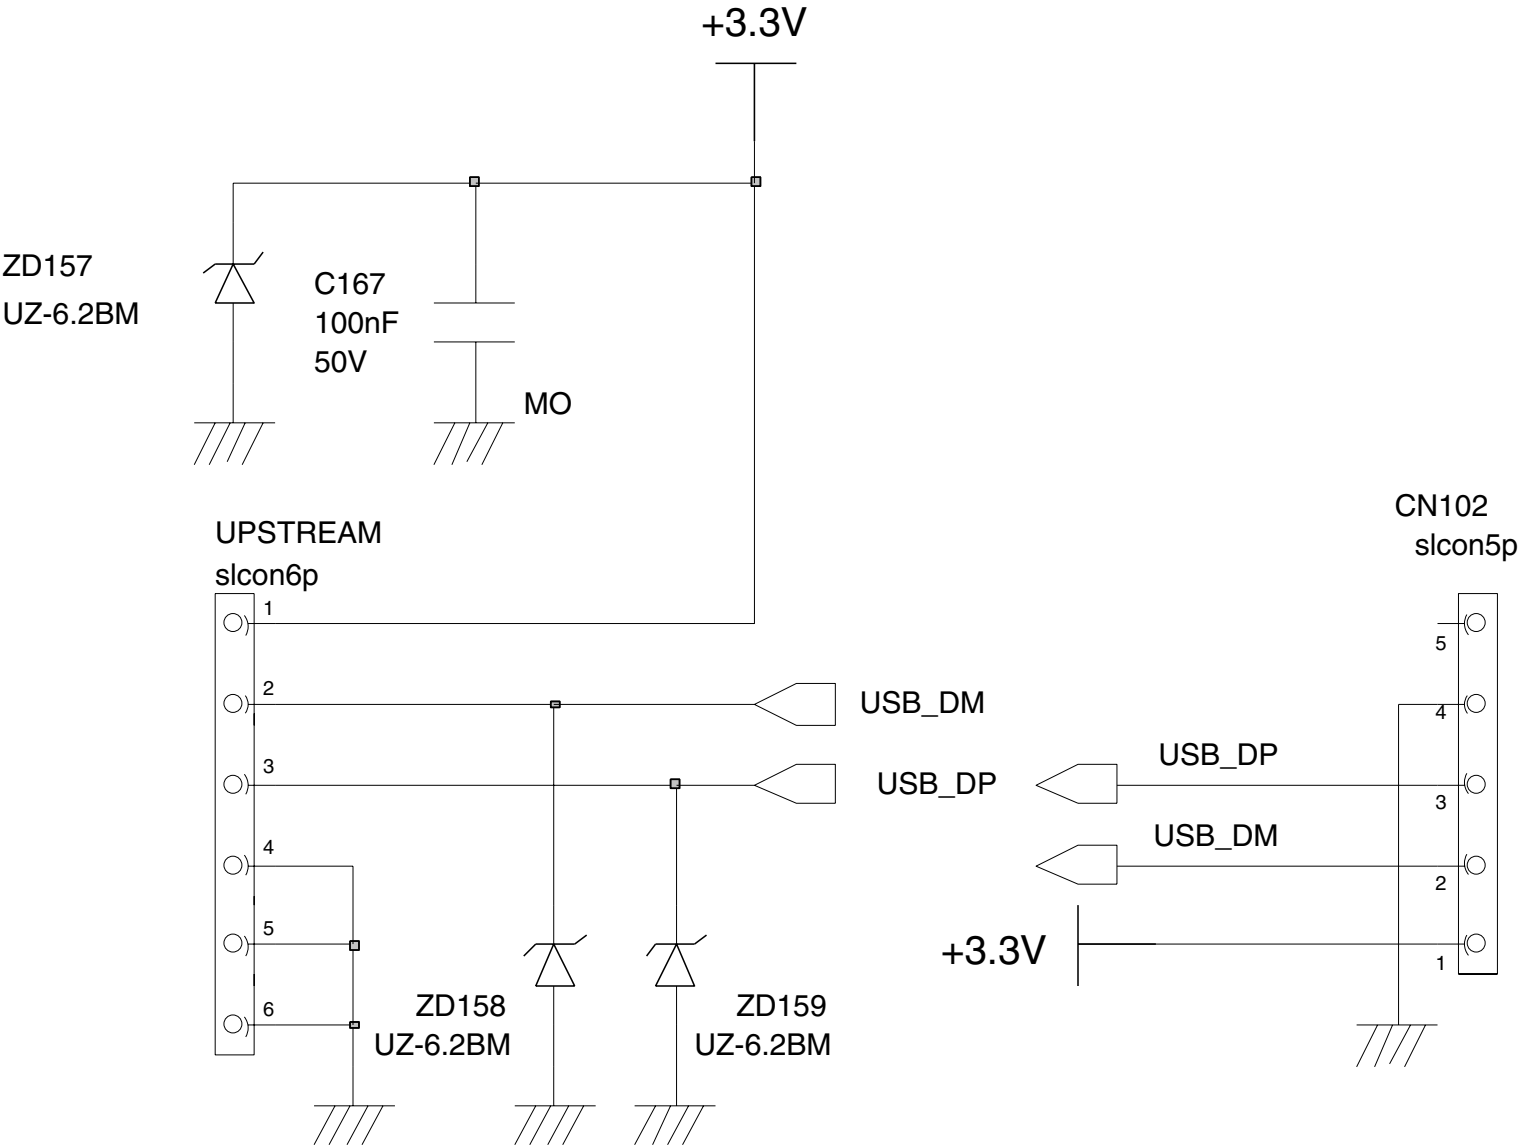 +3.3V
ZD157
UZ-6.2BM
C167
100nF
50V
MO
UPSTREAM
slcon6p
1
2
3
4
5
6
USB_DM
USB_DP
ZD158
UZ-6.2BM
ZD159
UZ-6.2BM
CN102
slcon5p
5
4
USB_DP
3
USB_DM
2
+3.3V
1